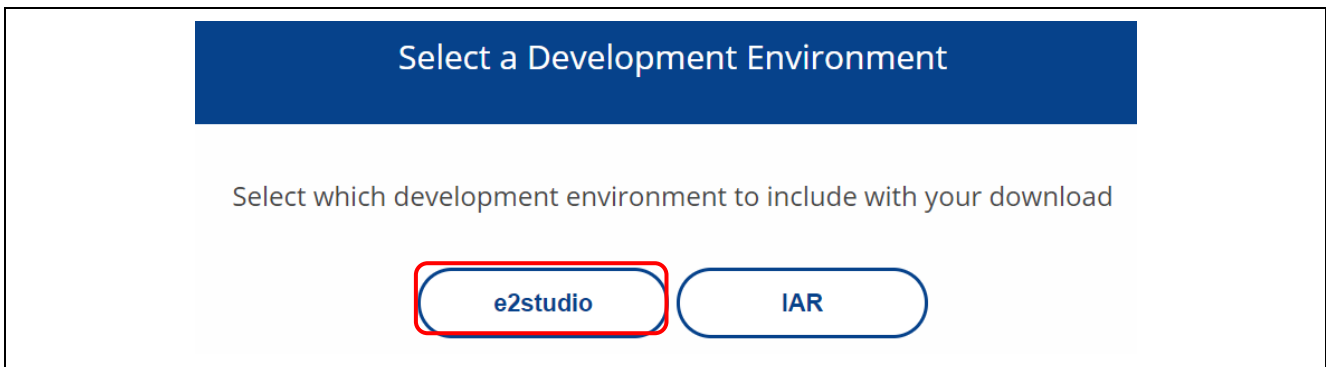 Select a Development Environment
Select which development environment to include with your download
e2studio IAR